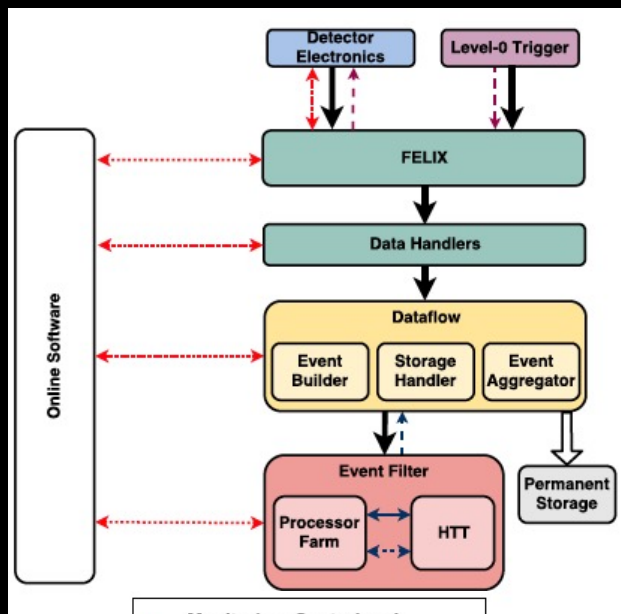 Detector
Electronics
Level-0 Trigger
FELIX
Data Handlers
Online Software
Dataflow
Event
Builder
Storage
Handler
Event
Aggregator
Event Filter
Processor
Farm
HTT
Permanent
Storage